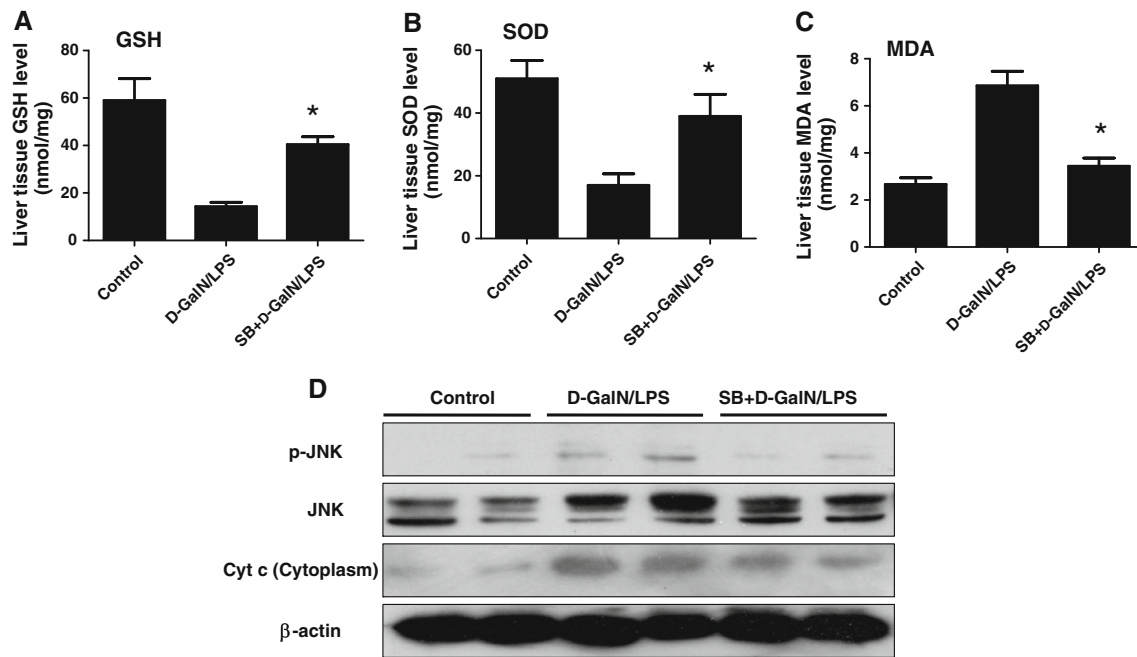 A
GSH
Liver tissue GSH level
(nmol/mg)
80
60
40
20
0
*
Control
D-GalN/LPS
SB+D-GalN/LPS
B
SOD
Liver tissue SOD level
(nmol/mg)
60
40
20
0
*
Control
D-GalN/LPS
SB+D-GalN/LPS
C
MDA
Liver tissue MDA level
(nmol/mg)
8
6
4
2
0
*
Control
D-GalN/LPS
SB+D-GalN/LPS
D
Control D-GalN/LPS SB+D-GalN/LPS
p-JNK
JNK
Cyt c (Cytoplasm)
β-actin